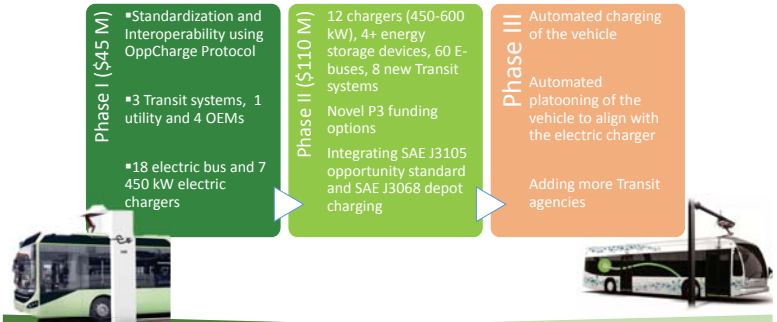 Phase I ($45 M)
▪Standardization and
Interoperability using
OppCharge Protocol
▪3 Transit systems, 1
utility and 4 OEMs
▪18 electric bus and 7
450 kW electric
chargers
Phase II ($110 M)
12 chargers (450-600
kW), 4+ energy
storage devices, 60 E-
buses, 8 new Transit
systems
Novel P3 funding
options
Integrating SAE J3105
opportunity standard
and SAE J3068 depot
charging
Phase III
Automated charging
of the vehicle
Automated
platooning of the
vehicle to align with
the electric charger
Adding more Transit
agencies